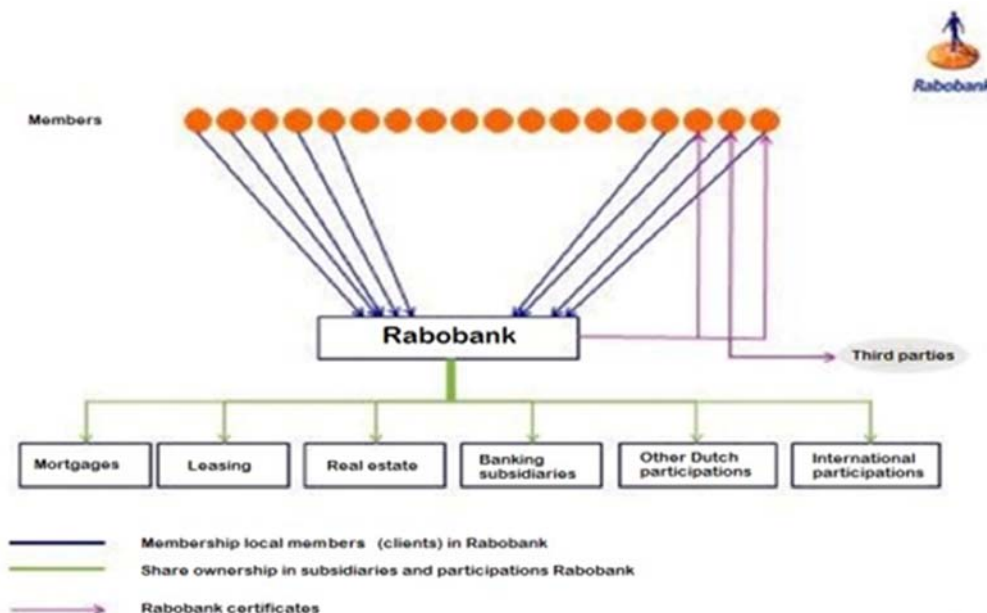 Rabobank
Members
Rabobank
Third parties
Mortgages
Leasing
Real estate
Banking
subsidiaries
Other Dutch
participations
International
participations
Membership local members (clients) in Rabobank
Share ownership in subsidiaries and participations Rabobank
Rabobank certificates